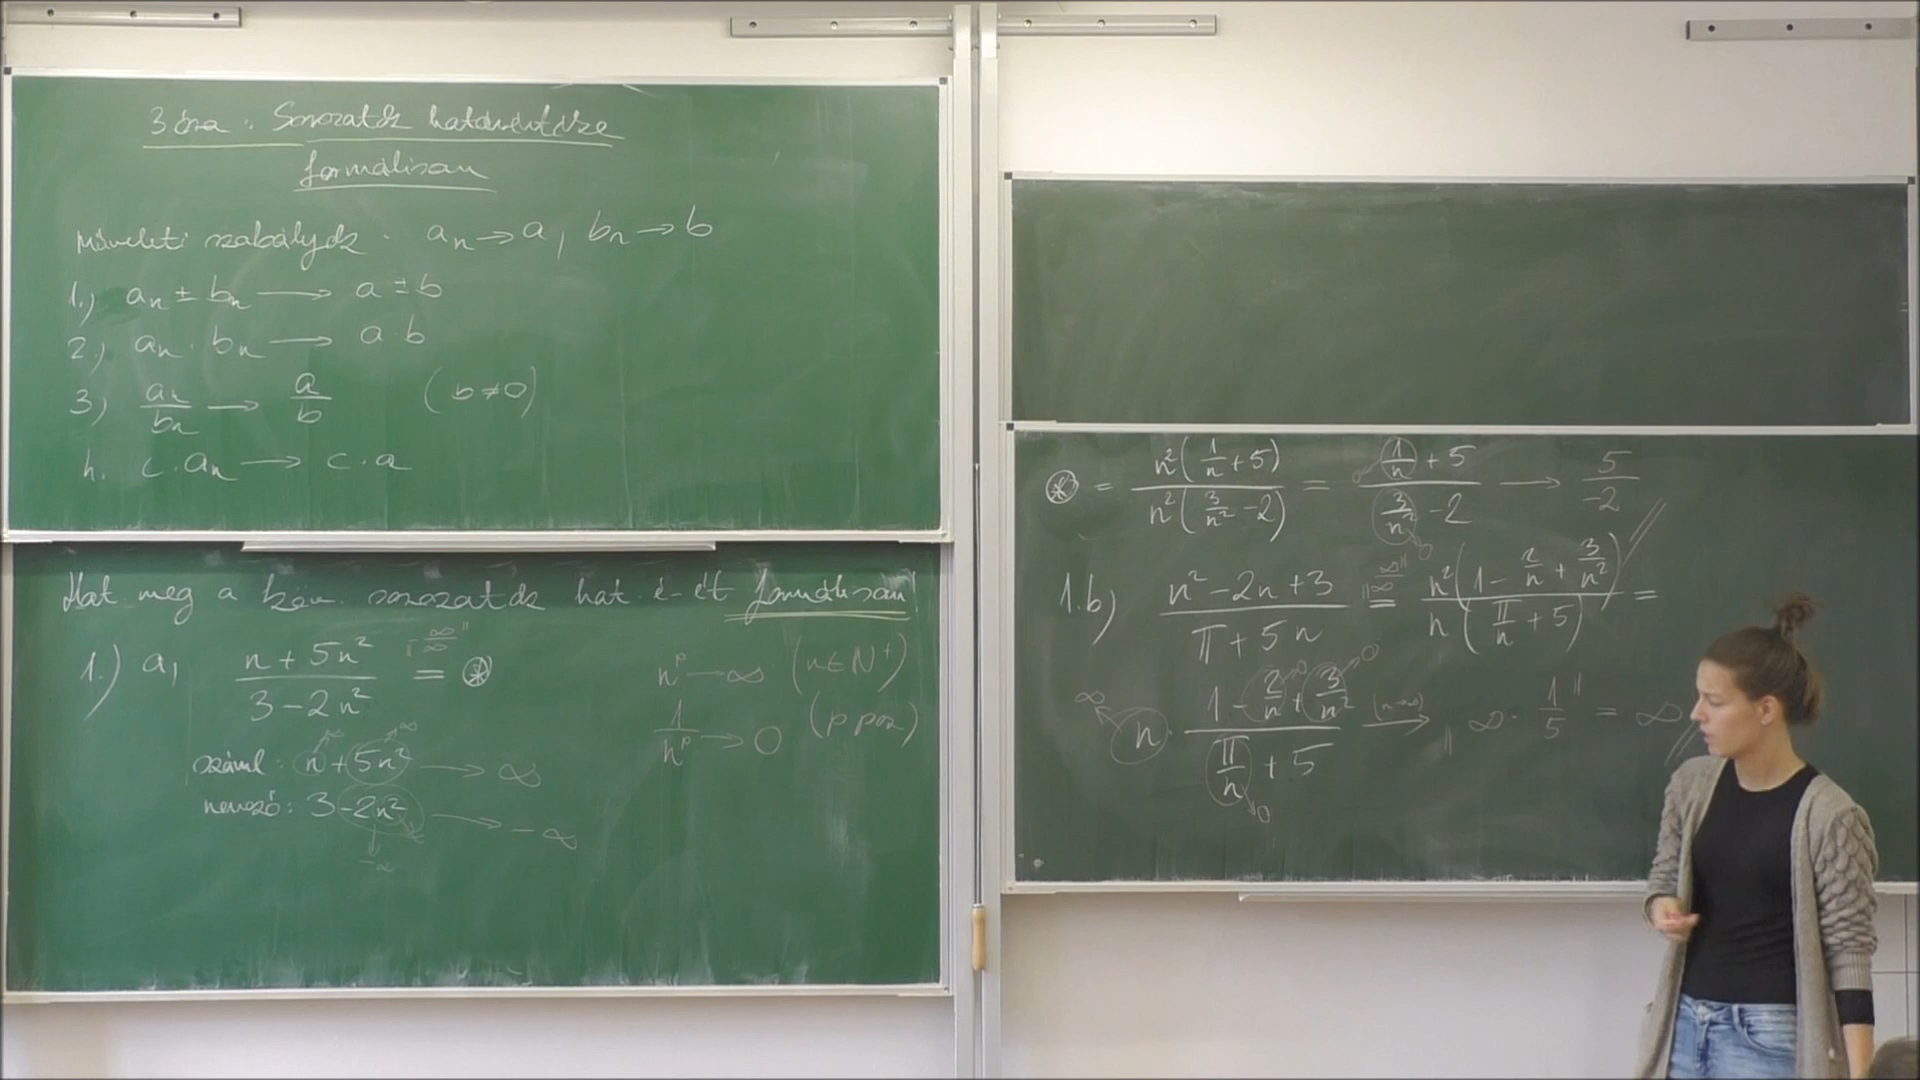 3. óra : Sorozatok határértéke
formálisan
Műveleti szabályok : aₙ → a, bₙ → b
1.) aₙ ± bₙ → a ± b
2.) aₙ · bₙ → a · b
3.) aₙ/bₙ → a/b (b ≠ 0)
4. c · aₙ → c · a
Hat. meg a köv. sorozatok hat. é-ét formálisan!
1.) a, (n + 5n²)/(3 - 2n²) "∞/∞" = ⊛
nᵖ → ∞ (n ∈ N⁺)
1/nᵖ → 0 (p poz)
száml : n + 5n² → ∞
nevező : 3 - 2n² → -∞
⊛ = n²(1/n + 5)/n²(3/n² - 2) = (1/n + 5)/(3/n² - 2) → 5/-2
1.b) (n² - 2n + 3)/(π + 5n) "∞/∞" = n²(1 - 2/n + 3/n²)/n(π/n + 5) =
n · (1 - 2/n + 3/n²)/(π/n + 5) (n→∞) → "∞ · 1/5" = ∞